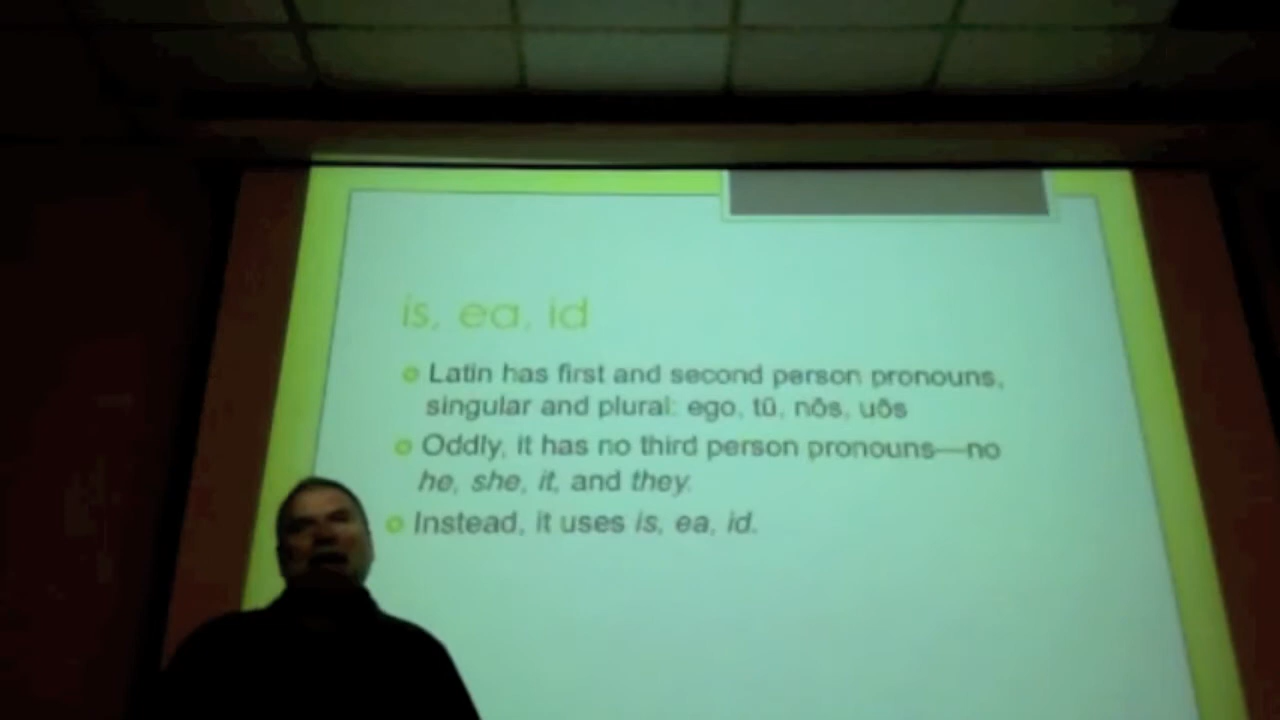 is, ea, id
Latin has first and second person pronouns,
singular and plural: ego, tū, nōs, uōs
Oddly, it has no third person pronouns—no
he, she, it, and they.
Instead, it uses is, ea, id.